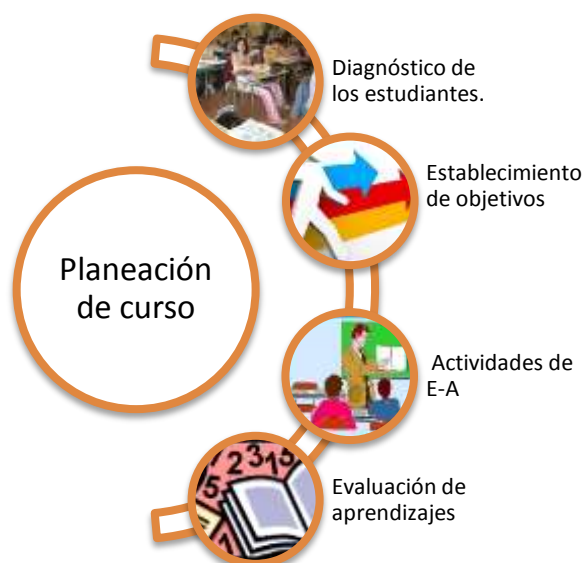 Planeación
de curso
Diagnóstico de
los estudiantes.
Establecimiento
de objetivos
Actividades de
E-A
Evaluación de
aprendizajes